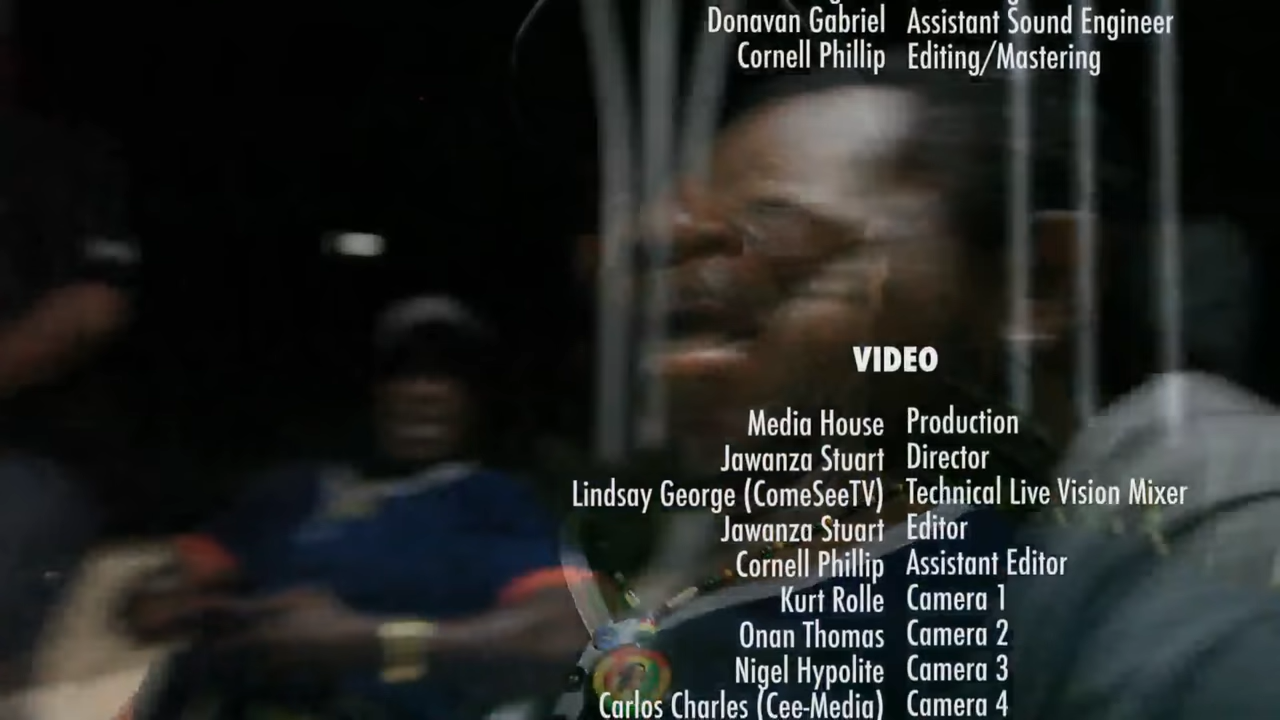 Donavan Gabriel Assistant Sound Engineer
Cornell Phillip Editing/Mastering
VIDEO
Media House Production
Jawanza Stuart Director
Lindsay George (ComeSeeTV) Technical Live Vision Mixer
Jawanza Stuart Editor
Cornell Phillip Assistant Editor
Kurt Rolle Camera 1
Onan Thomas Camera 2
Nigel Hypolite Camera 3
Carlos Charles (Cee-Media) Camera 4